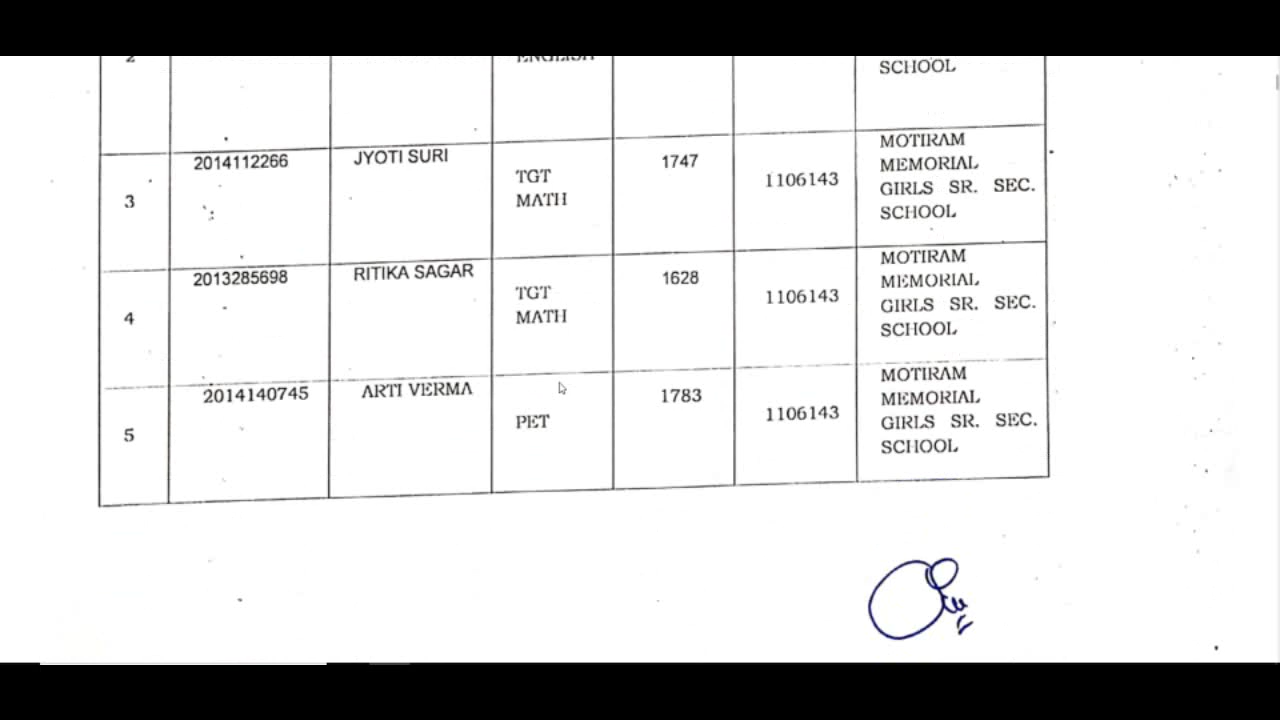 2 ENGLISH SCHOOL
3 2014112266 JYOTI SURI TGT MATH 1747 1106143 MOTIRAM MEMORIAL GIRLS SR. SEC. SCHOOL
4 2013285698 RITIKA SAGAR TGT MATH 1628 1106143 MOTIRAM MEMORIAL GIRLS SR. SEC. SCHOOL
5 2014140745 ARTI VERMA PET 1783 1106143 MOTIRAM MEMORIAL GIRLS SR. SEC. SCHOOL